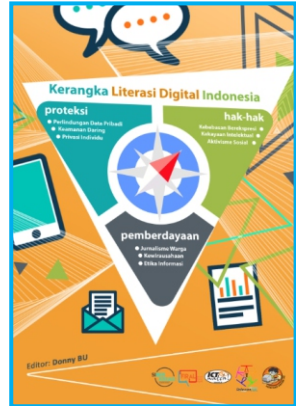 Kerangka Literasi Digital Indonesia
proteksi
● Perlindungan Data Pribadi
● Keamanan Daring
● Privasi Individu
hak-hak
Kebebasan Berekspresi ●
Kekayaan Intelektual ●
Aktivisme Sosial ●
pemberdayaan
● Jurnalisme Warga
● Kewirausahaan
● Etika Informasi
Editor: Donny BU